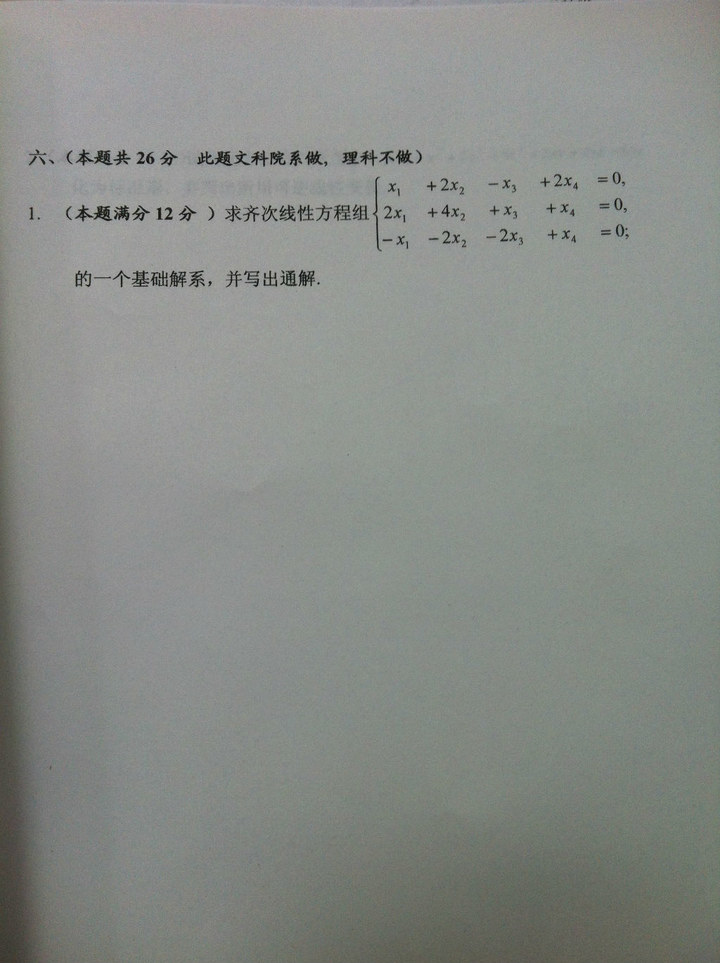 六、（本题共 26 分 此题文科院系做，理科不做）
1. （本题满分 12 分 ）求齐次线性方程组
x₁ + 2x₂ − x₃ + 2x₄ = 0,
2x₁ + 4x₂ + x₃ + x₄ = 0,
− x₁ − 2x₂ − 2x₃ + x₄ = 0;
的一个基础解系，并写出通解.